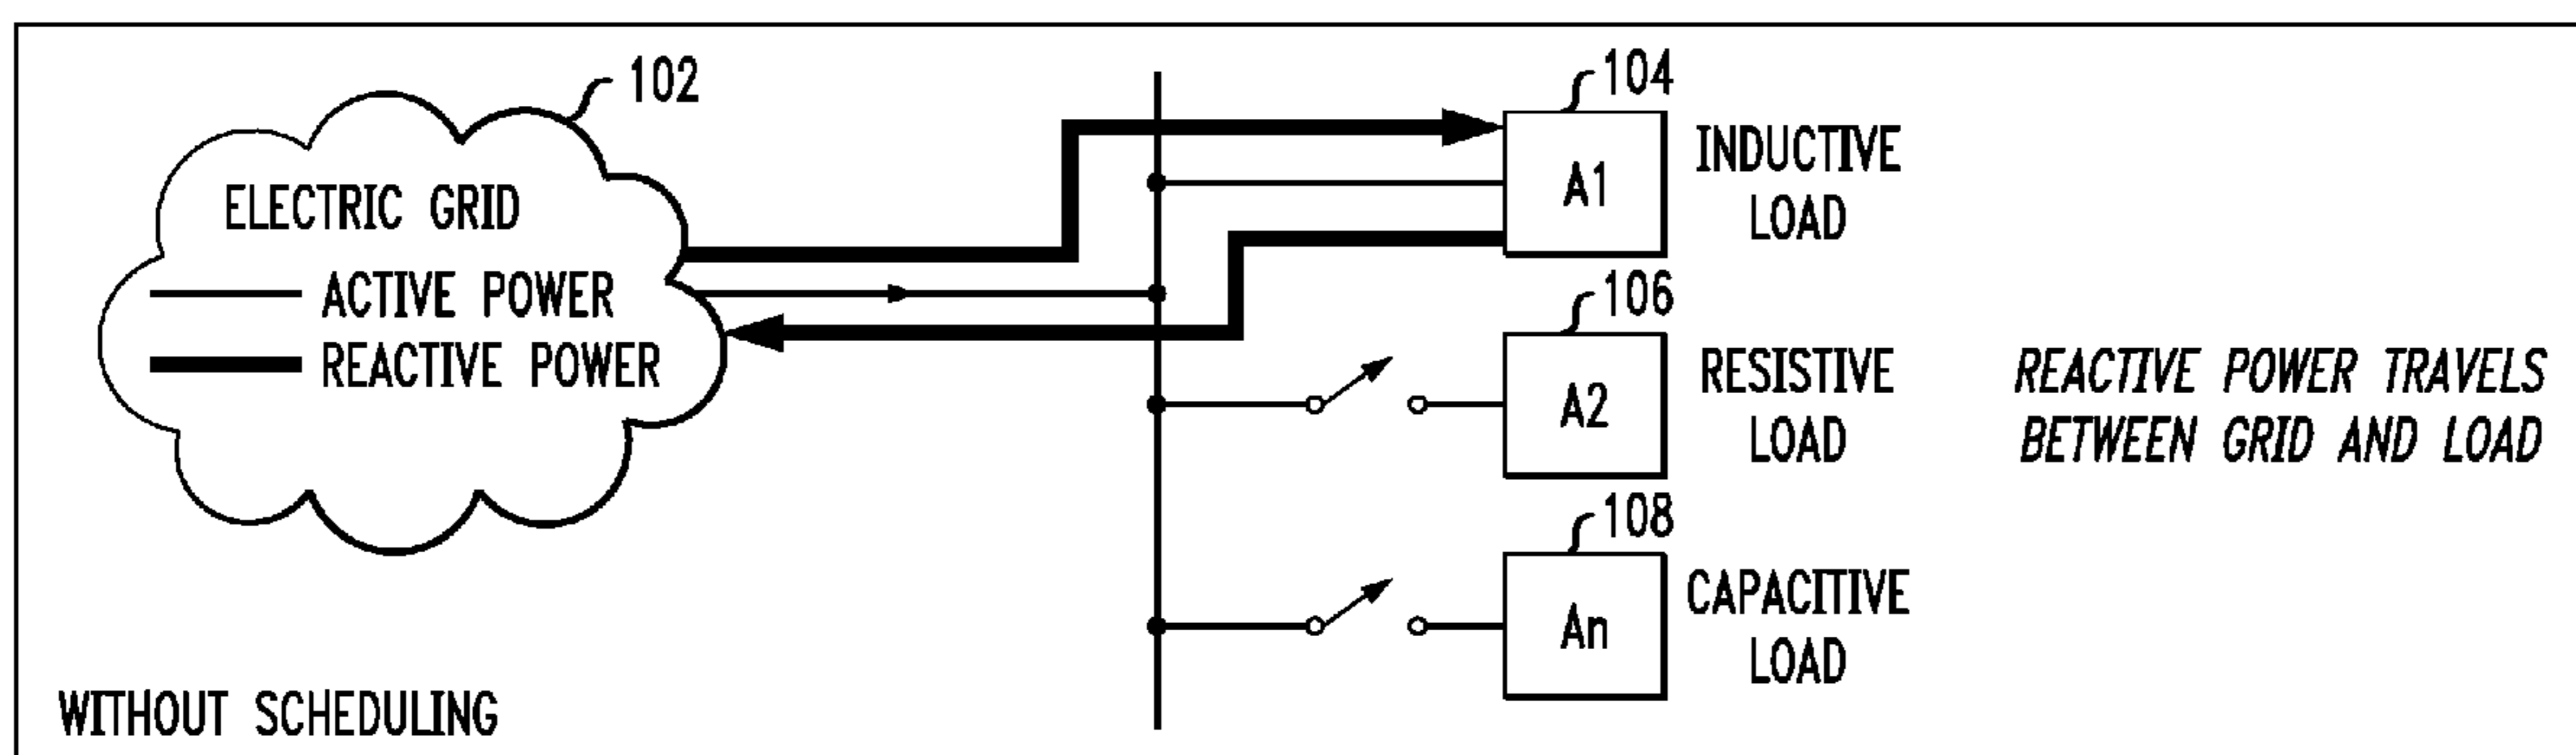 102
ELECTRIC GRID
ACTIVE POWER
REACTIVE POWER
104
A1
INDUCTIVE
LOAD
106
A2
RESISTIVE
LOAD
REACTIVE POWER TRAVELS
BETWEEN GRID AND LOAD
108
An
CAPACITIVE
LOAD
WITHOUT SCHEDULING